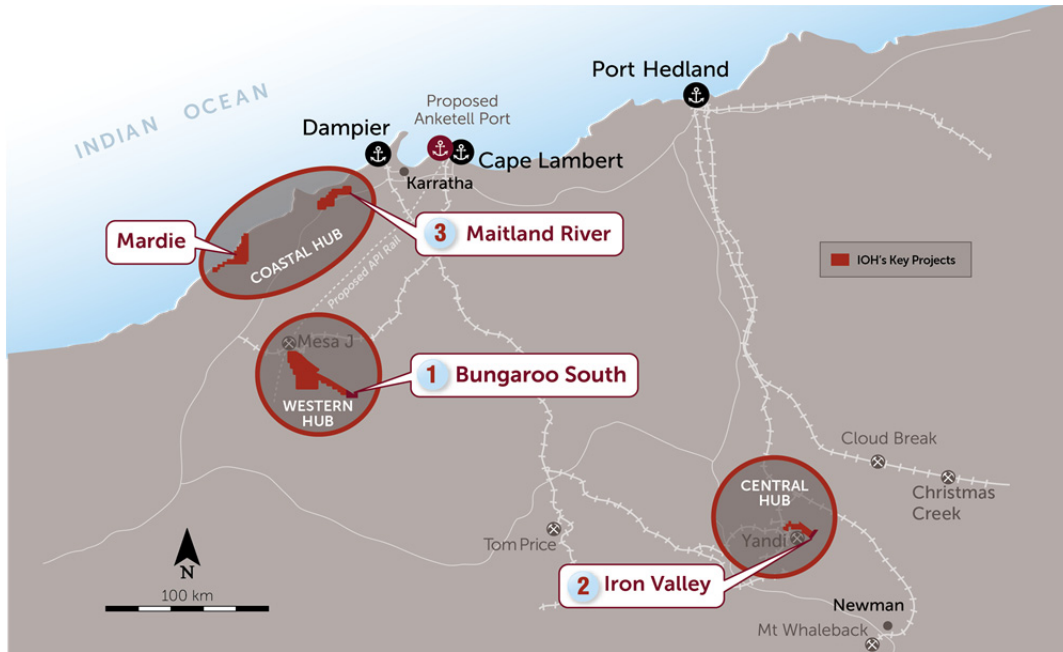 Port Hedland
INDIAN OCEAN
Proposed
Anketell Port
Dampier
Cape Lambert
Karratha
3 Maitland River
Mardie
COASTAL HUB
Proposed API Rail
IOH's Key Projects
Mesa J
1 Bungaroo South
WESTERN
HUB
Cloud Break
CENTRAL
HUB
Christmas
Creek
Tom Price
Yandi
2 Iron Valley
N
100 km
Newman
Mt Whaleback